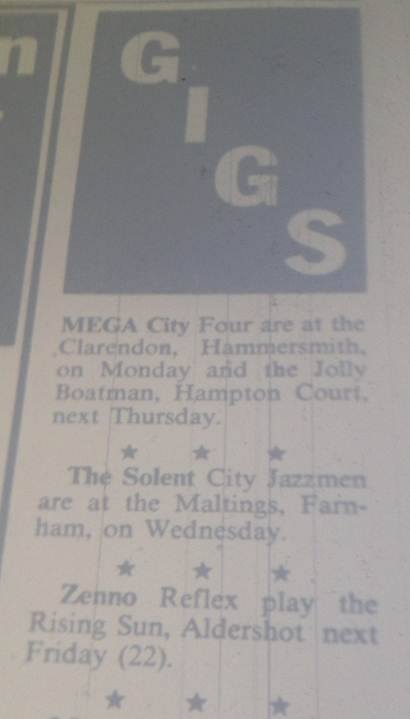 n
G
I
G
S
MEGA City Four are at the
Clarendon, Hammersmith,
on Monday and the Jolly
Boatman, Hampton Court,
next Thursday.
★ ★ ★
The Solent City Jazzmen
are at the Maltings, Farn-
ham, on Wednesday.
★ ★ ★
Zenno Reflex play the
Rising Sun, Aldershot next
Friday (22).
★ ★ ★